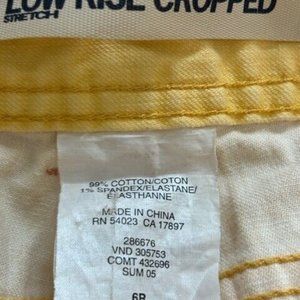 LOW RISE CROPPED
STRETCH
99% COTTON/COTON
1% SPANDEX/ELASTANE/
ELASTHANNE
MADE IN CHINA
RN 54023 CA 17897
286676
VND 305753
COMT 432696
SUM 05
6R